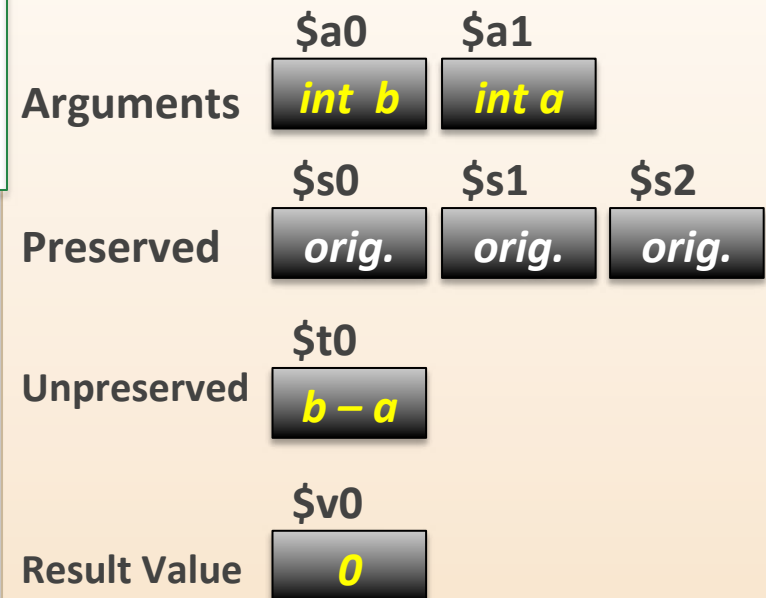 $a0 $a1
Arguments int b int a
$s0 $s1 $s2
Preserved orig. orig. orig.
$t0
Unpreserved b – a
$v0
Result Value 0